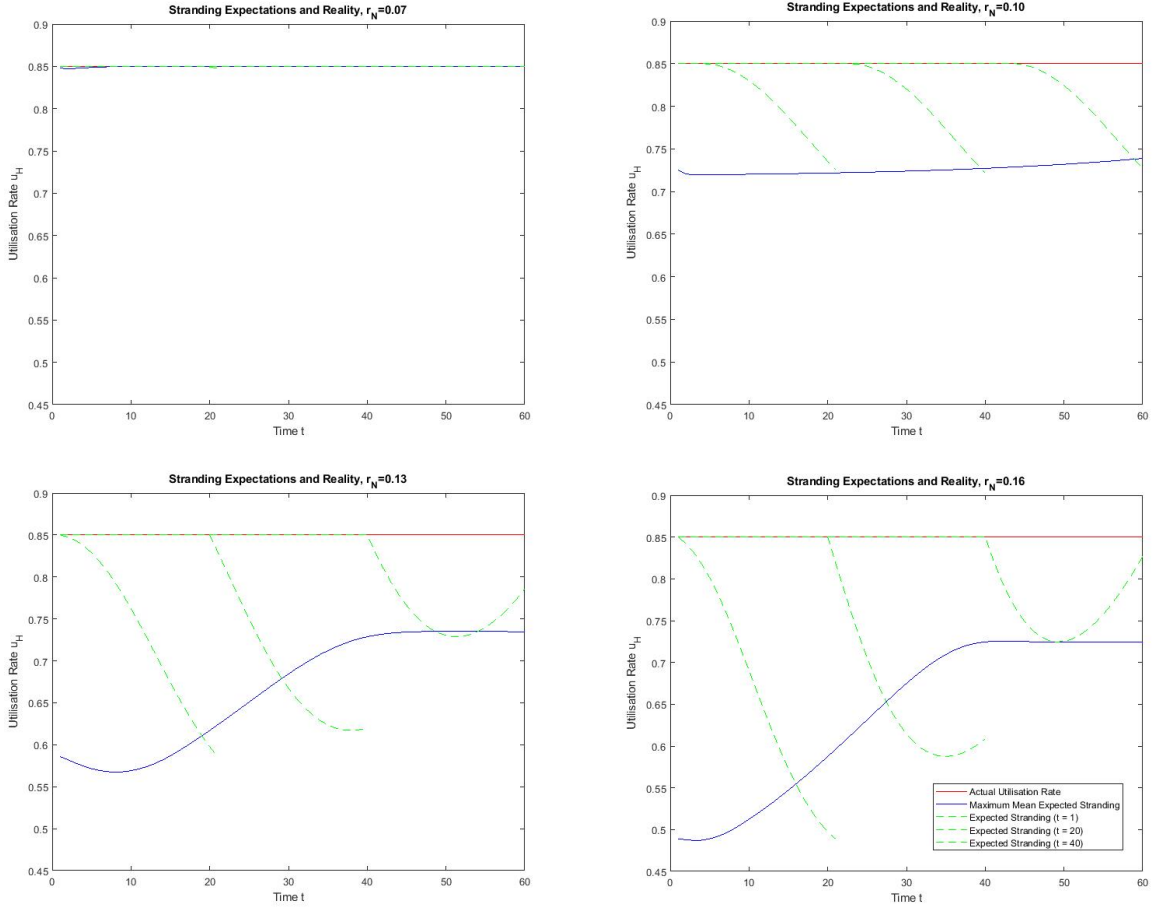 Stranding Expectations and Reality, r_N=0.07
0.9
0.85
0.8
0.75
0.7
0.65
0.6
0.55
0.5
0.45
Utilisation Rate u_H
0 10 20 30 40 50 60
Time t
Stranding Expectations and Reality, r_N=0.10
0.9
0.85
0.8
0.75
0.7
0.65
0.6
0.55
0.5
0.45
Utilisation Rate u_H
0 10 20 30 40 50 60
Time t
Stranding Expectations and Reality, r_N=0.13
0.9
0.85
0.8
0.75
0.7
0.65
0.6
0.55
0.5
0.45
Utilisation Rate u_H
0 10 20 30 40 50 60
Time t
Stranding Expectations and Reality, r_N=0.16
0.9
0.85
0.8
0.75
0.7
0.65
0.6
0.55
0.5
0.45
Utilisation Rate u_H
0 10 20 30 40 50 60
Time t
Actual Utilisation Rate
Maximum Mean Expected Stranding
Expected Stranding (t = 1)
Expected Stranding (t = 20)
Expected Stranding (t = 40)